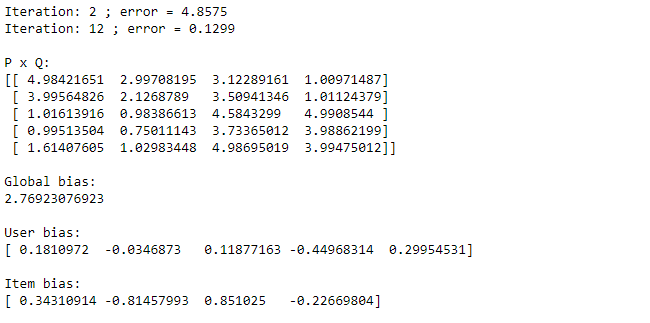 Iteration: 2 ; error = 4.8575
Iteration: 12 ; error = 0.1299
P x Q:
[[ 4.98421651 2.99708195 3.12289161 1.00971487]
[ 3.99564826 2.1268789 3.50941346 1.01124379]
[ 1.01613916 0.98386613 4.5843299 4.9908544 ]
[ 0.99513504 0.75011143 3.73365012 3.98862199]
[ 1.61407605 1.02983448 4.98695019 3.99475012]]
Global bias:
2.76923076923
User bias:
[ 0.1810972 -0.0346873 0.11877163 -0.44968314 0.29954531]
Item bias:
[ 0.34310914 -0.81457993 0.851025 -0.22669804]